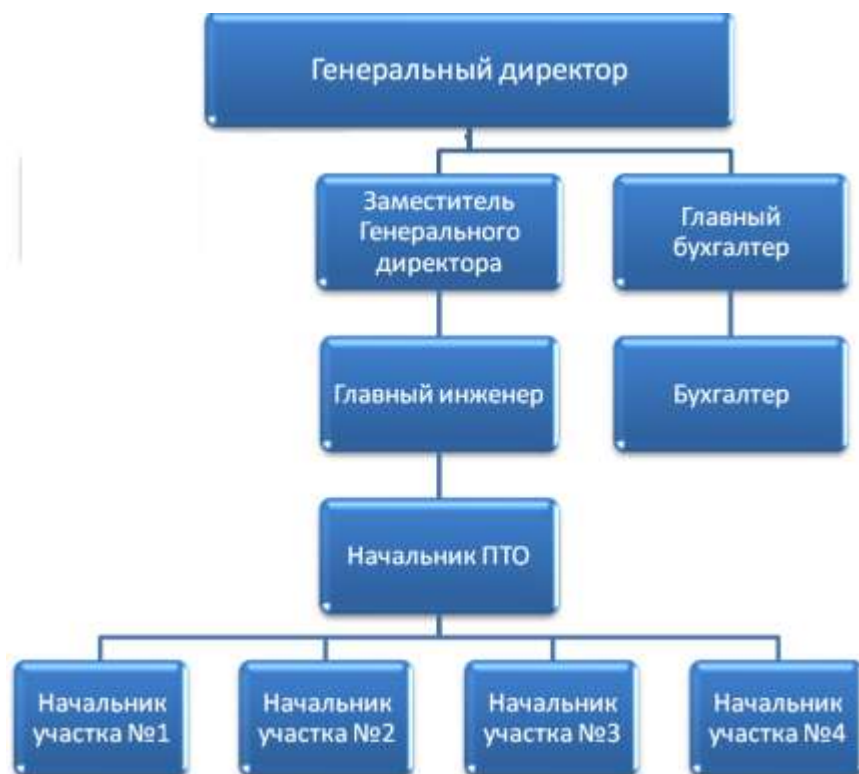 Генеральный директор
Заместитель
Генерального
директора
Главный
бухгалтер
Главный инженер
Бухгалтер
Начальник ПТО
Начальник
участка №1
Начальник
участка №2
Начальник
участка №3
Начальник
участка №4